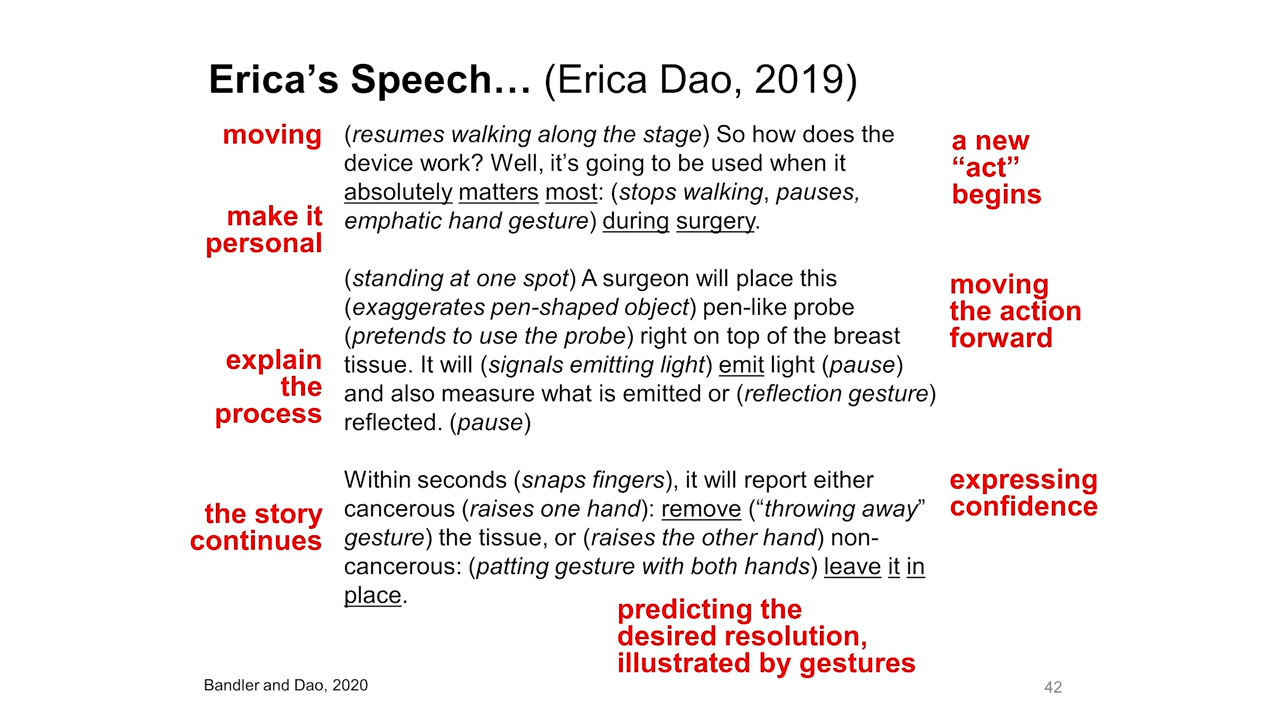 Erica’s Speech… (Erica Dao, 2019)
moving
(resumes walking along the stage) So how does the
device work? Well, it’s going to be used when it
absolutely matters most: (stops walking, pauses,
emphatic hand gesture) during surgery.
a new
“act”
begins
make it
personal
(standing at one spot) A surgeon will place this
(exaggerates pen-shaped object) pen-like probe
(pretends to use the probe) right on top of the breast
tissue. It will (signals emitting light) emit light (pause)
and also measure what is emitted or (reflection gesture)
reflected. (pause)
moving
the action
forward
explain
the
process
Within seconds (snaps fingers), it will report either
cancerous (raises one hand): remove (“throwing away”
gesture) the tissue, or (raises the other hand) non-
cancerous: (patting gesture with both hands) leave it in
place.
expressing
confidence
the story
continues
predicting the
desired resolution,
illustrated by gestures
Bandler and Dao, 2020
42